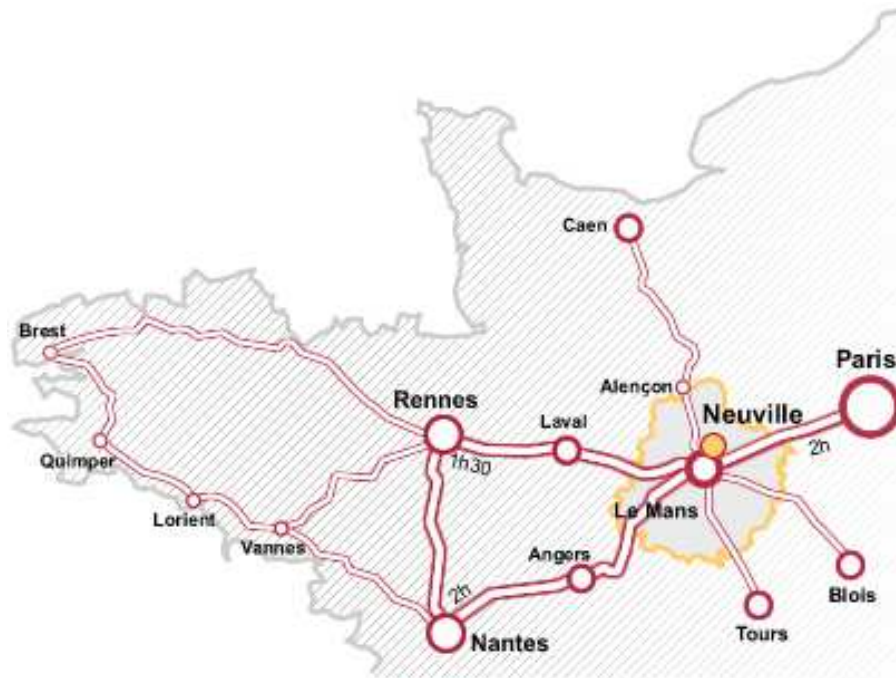 Caen
Brest
Paris
Alençon
Rennes
Neuville
Laval
2h
Quimper
1h30
Lorient
Le Mans
Vannes
Angers
2h
Blois
Nantes
Tours